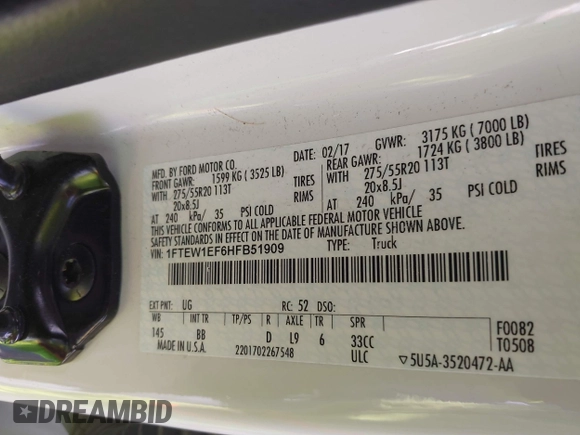 MFD. BY FORD MOTOR CO.
DATE: 02/17 GVWR: 3175 KG ( 7000 LB)
FRONT GAWR: 1599 KG ( 3525 LB) REAR GAWR: 1724 KG ( 3800 LB)
WITH 275/55R20 113T TIRES WITH 275/55R20 113T TIRES
20x8.5J RIMS 20x8.5J RIMS
AT 240 kPa/ 35 PSI COLD AT 240 kPa/ 35 PSI COLD
THIS VEHICLE CONFORMS TO ALL APPLICABLE FEDERAL MOTOR VEHICLE
SAFETY STANDARDS IN EFFECT ON THE DATE OF MANUFACTURE SHOWN ABOVE.
VIN: 1FTEW1EF6HFB51909 TYPE: Truck
EXT PNT: UG RC: 52 DSO:
WB INT TR TP/PS R AXLE TR SPR
145 BB D L9 6 33CC
MADE IN U.S.A. 2201702267548 ULC
F0082
T0508
▽5U5A-3520472-AA
DREAMBID